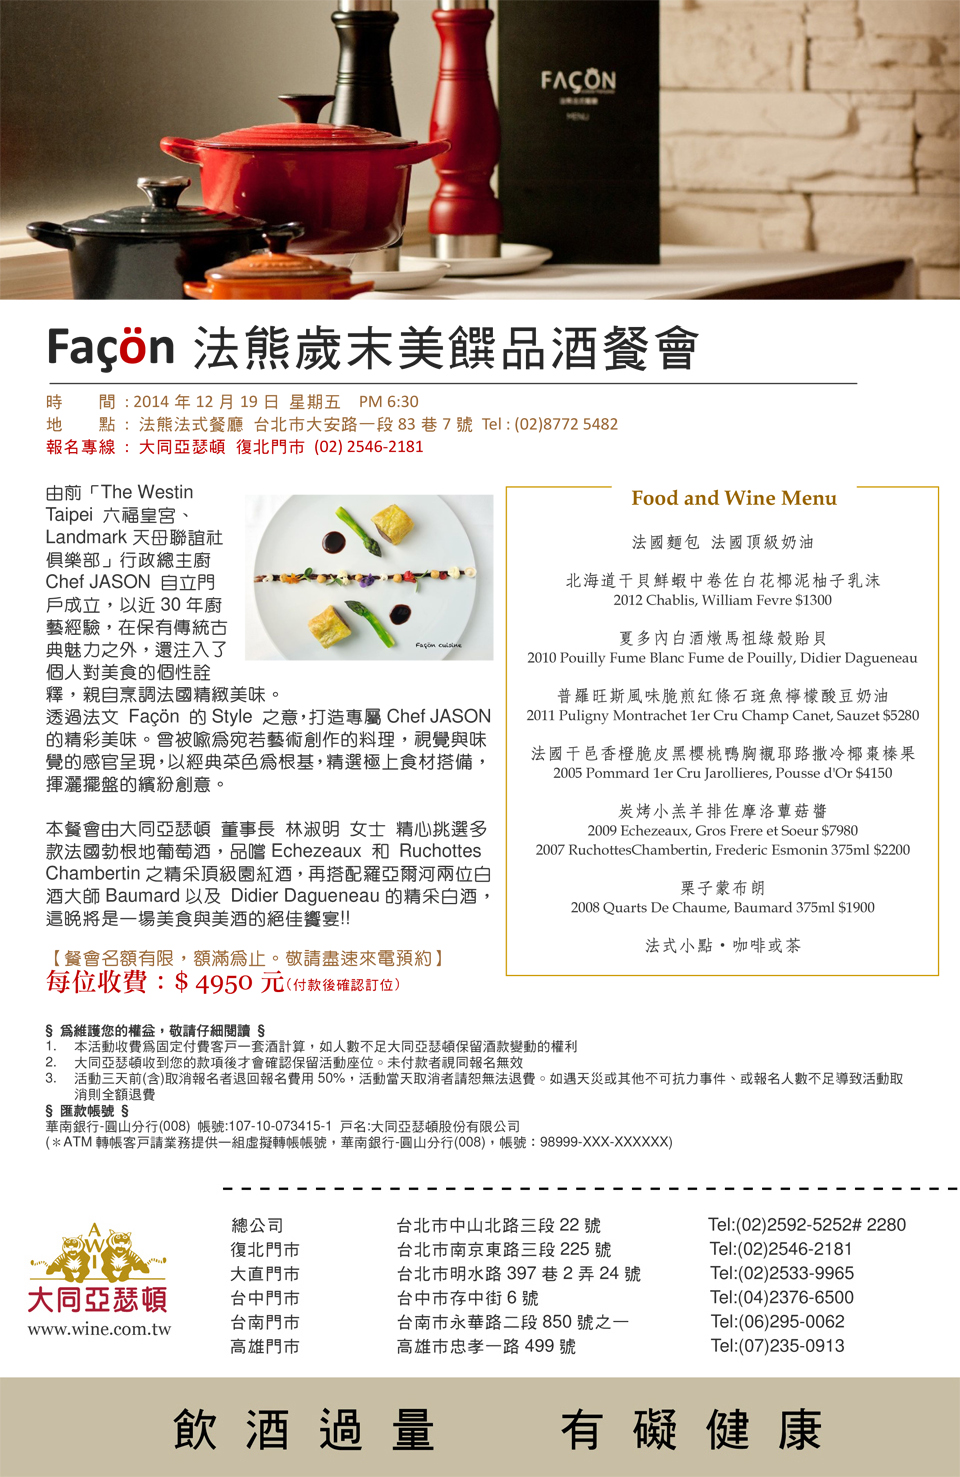 FAÇÖN
MENU
Façön 法熊歲末美饌品酒餐會
時 間 : 2014 年 12 月 19 日 星期五 PM 6:30
地 點 : 法熊法式餐廳 台北市大安路一段 83 巷 7 號 Tel : (02)8772 5482
報名專線 : 大同亞瑟頓 復北門市 (02) 2546-2181
由前「The Westin
Taipei 六福皇宮、
Landmark 天母聯誼社
俱樂部」行政總主廚
Chef JASON 自立門
戶成立，以近 30 年廚
藝經驗，在保有傳統古
典魅力之外，還注入了
個人對美食的個性詮
釋，親自烹調法國精緻美味。
透過法文 Façön 的 Style 之意，打造專屬 Chef JASON
的精彩美味。曾被喻為宛若藝術創作的料理，視覺與味
覺的感官呈現，以經典菜色為根基，精選極上食材搭備，
揮灑擺盤的繽紛創意。
Façön cuisine
本餐會由大同亞瑟頓 董事長 林淑明 女士 精心挑選多
款法國勃根地葡萄酒，品嚐 Echezeaux 和 Ruchottes
Chambertin 之精采頂級園紅酒，再搭配羅亞爾河兩位白
酒大師 Baumard 以及 Didier Dagueneau 的精采白酒，
這晚將是一場美食與美酒的絕佳饗宴!!
【餐會名額有限，額滿為止。敬請盡速來電預約】
每位收費：$ 4950 元(付款後確認訂位)
Food and Wine Menu
法國麵包 法國頂級奶油
北海道干貝鮮蝦中卷佐白花椰泥柚子乳沫
2012 Chablis, William Fevre $1300
夏多內白酒燉馬祖綠殼貽貝
2010 Pouilly Fume Blanc Fume de Pouilly, Didier Dagueneau
普羅旺斯風味脆煎紅條石斑魚檸檬酸豆奶油
2011 Puligny Montrachet 1er Cru Champ Canet, Sauzet $5280
法國干邑香橙脆皮黑櫻桃鴨胸襯耶路撒冷椰棗榛果
2005 Pommard 1er Cru Jarollieres, Pousse d'Or $4150
炭烤小羔羊排佐摩洛蕈菇醬
2009 Echezeaux, Gros Frere et Soeur $7980
2007 RuchottesChambertin, Frederic Esmonin 375ml $2200
栗子蒙布朗
2008 Quarts De Chaume, Baumard 375ml $1900
法式小點・咖啡或茶
§ 為維護您的權益，敬請仔細閱讀 §
1. 本活動收費為固定付費客戶一套酒計算，如人數不足大同亞瑟頓保留酒款變動的權利
2. 大同亞瑟頓收到您的款項後才會確認保留活動座位。未付款者視同報名無效
3. 活動三天前(含)取消報名者退回報名費用 50%，活動當天取消者請恕無法退費。如遇天災或其他不可抗力事件、或報名人數不足導致活動取
消則全額退費
§ 匯款帳號 §
華南銀行-圓山分行(008) 帳號:107-10-073415-1 戶名:大同亞瑟頓股份有限公司
(＊ATM 轉帳客戶請業務提供一組虛擬轉帳帳號，華南銀行-圓山分行(008)，帳號：98999-XXX-XXXXXX)
AWI
大同亞瑟頓
www.wine.com.tw
總公司 台北市中山北路三段 22 號 Tel:(02)2592-5252# 2280
復北門市 台北市南京東路三段 225 號 Tel:(02)2546-2181
大直門市 台北市明水路 397 巷 2 弄 24 號 Tel:(02)2533-9965
台中門市 台中市存中街 6 號 Tel:(04)2376-6500
台南門市 台南市永華路二段 850 號之一 Tel:(06)295-0062
高雄門市 高雄市忠孝一路 499 號 Tel:(07)235-0913
飲酒過量 有礙健康